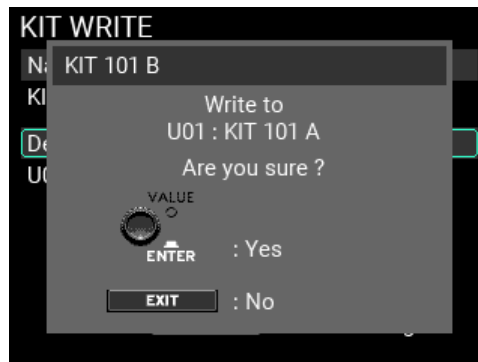 KIT WRITE
KIT 101 B
Write to
U01 : KIT 101 A
Are you sure ?
VALUE
ENTER
: Yes
EXIT
: No